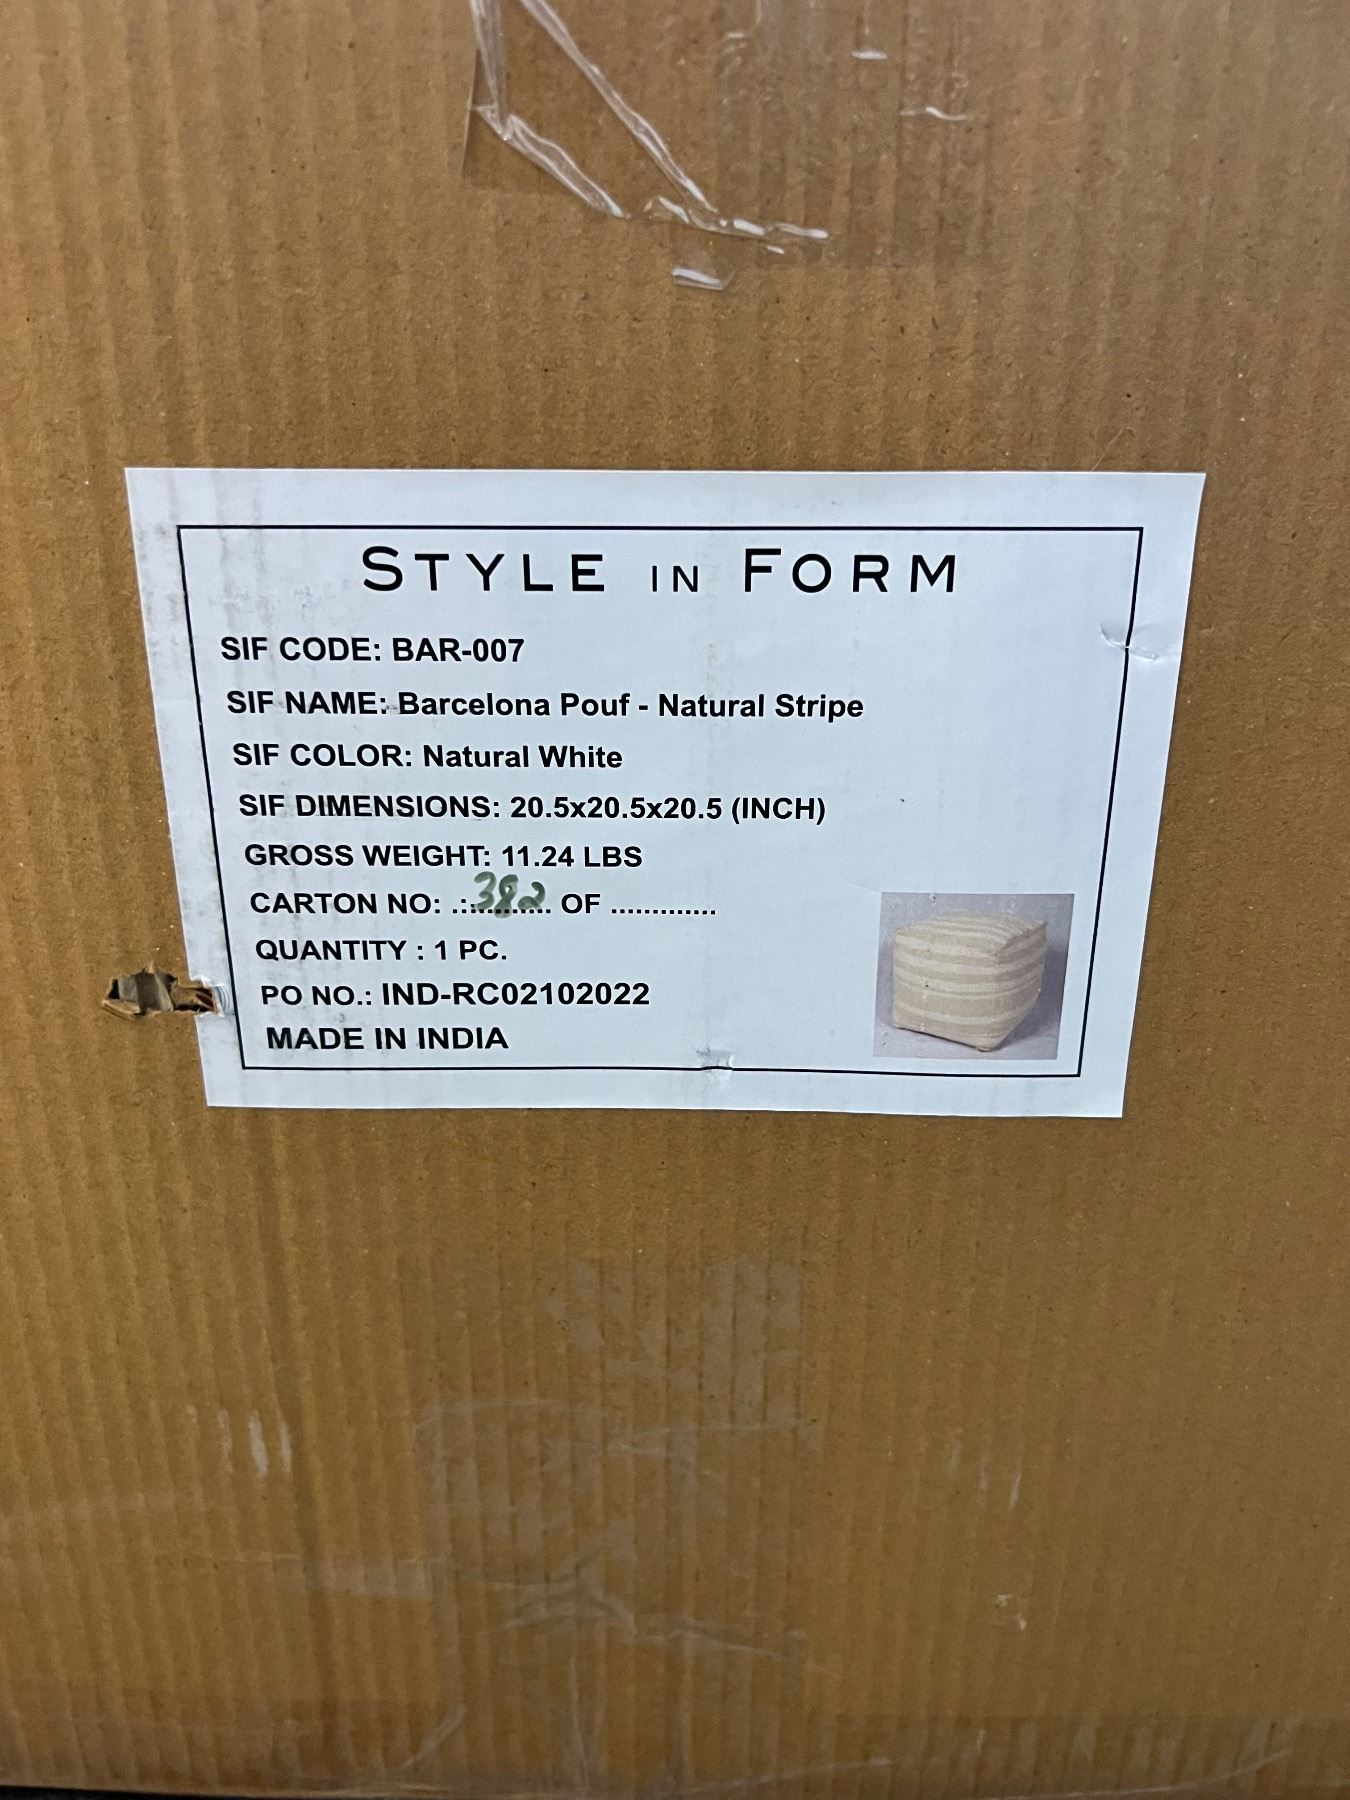 STYLE IN FORM
SIF CODE: BAR-007
SIF NAME: Barcelona Pouf - Natural Stripe
SIF COLOR: Natural White
SIF DIMENSIONS: 20.5x20.5x20.5 (INCH)
GROSS WEIGHT: 11.24 LBS
CARTON NO: ..382.. OF .............
QUANTITY : 1 PC.
PO NO.: IND-RC02102022
MADE IN INDIA